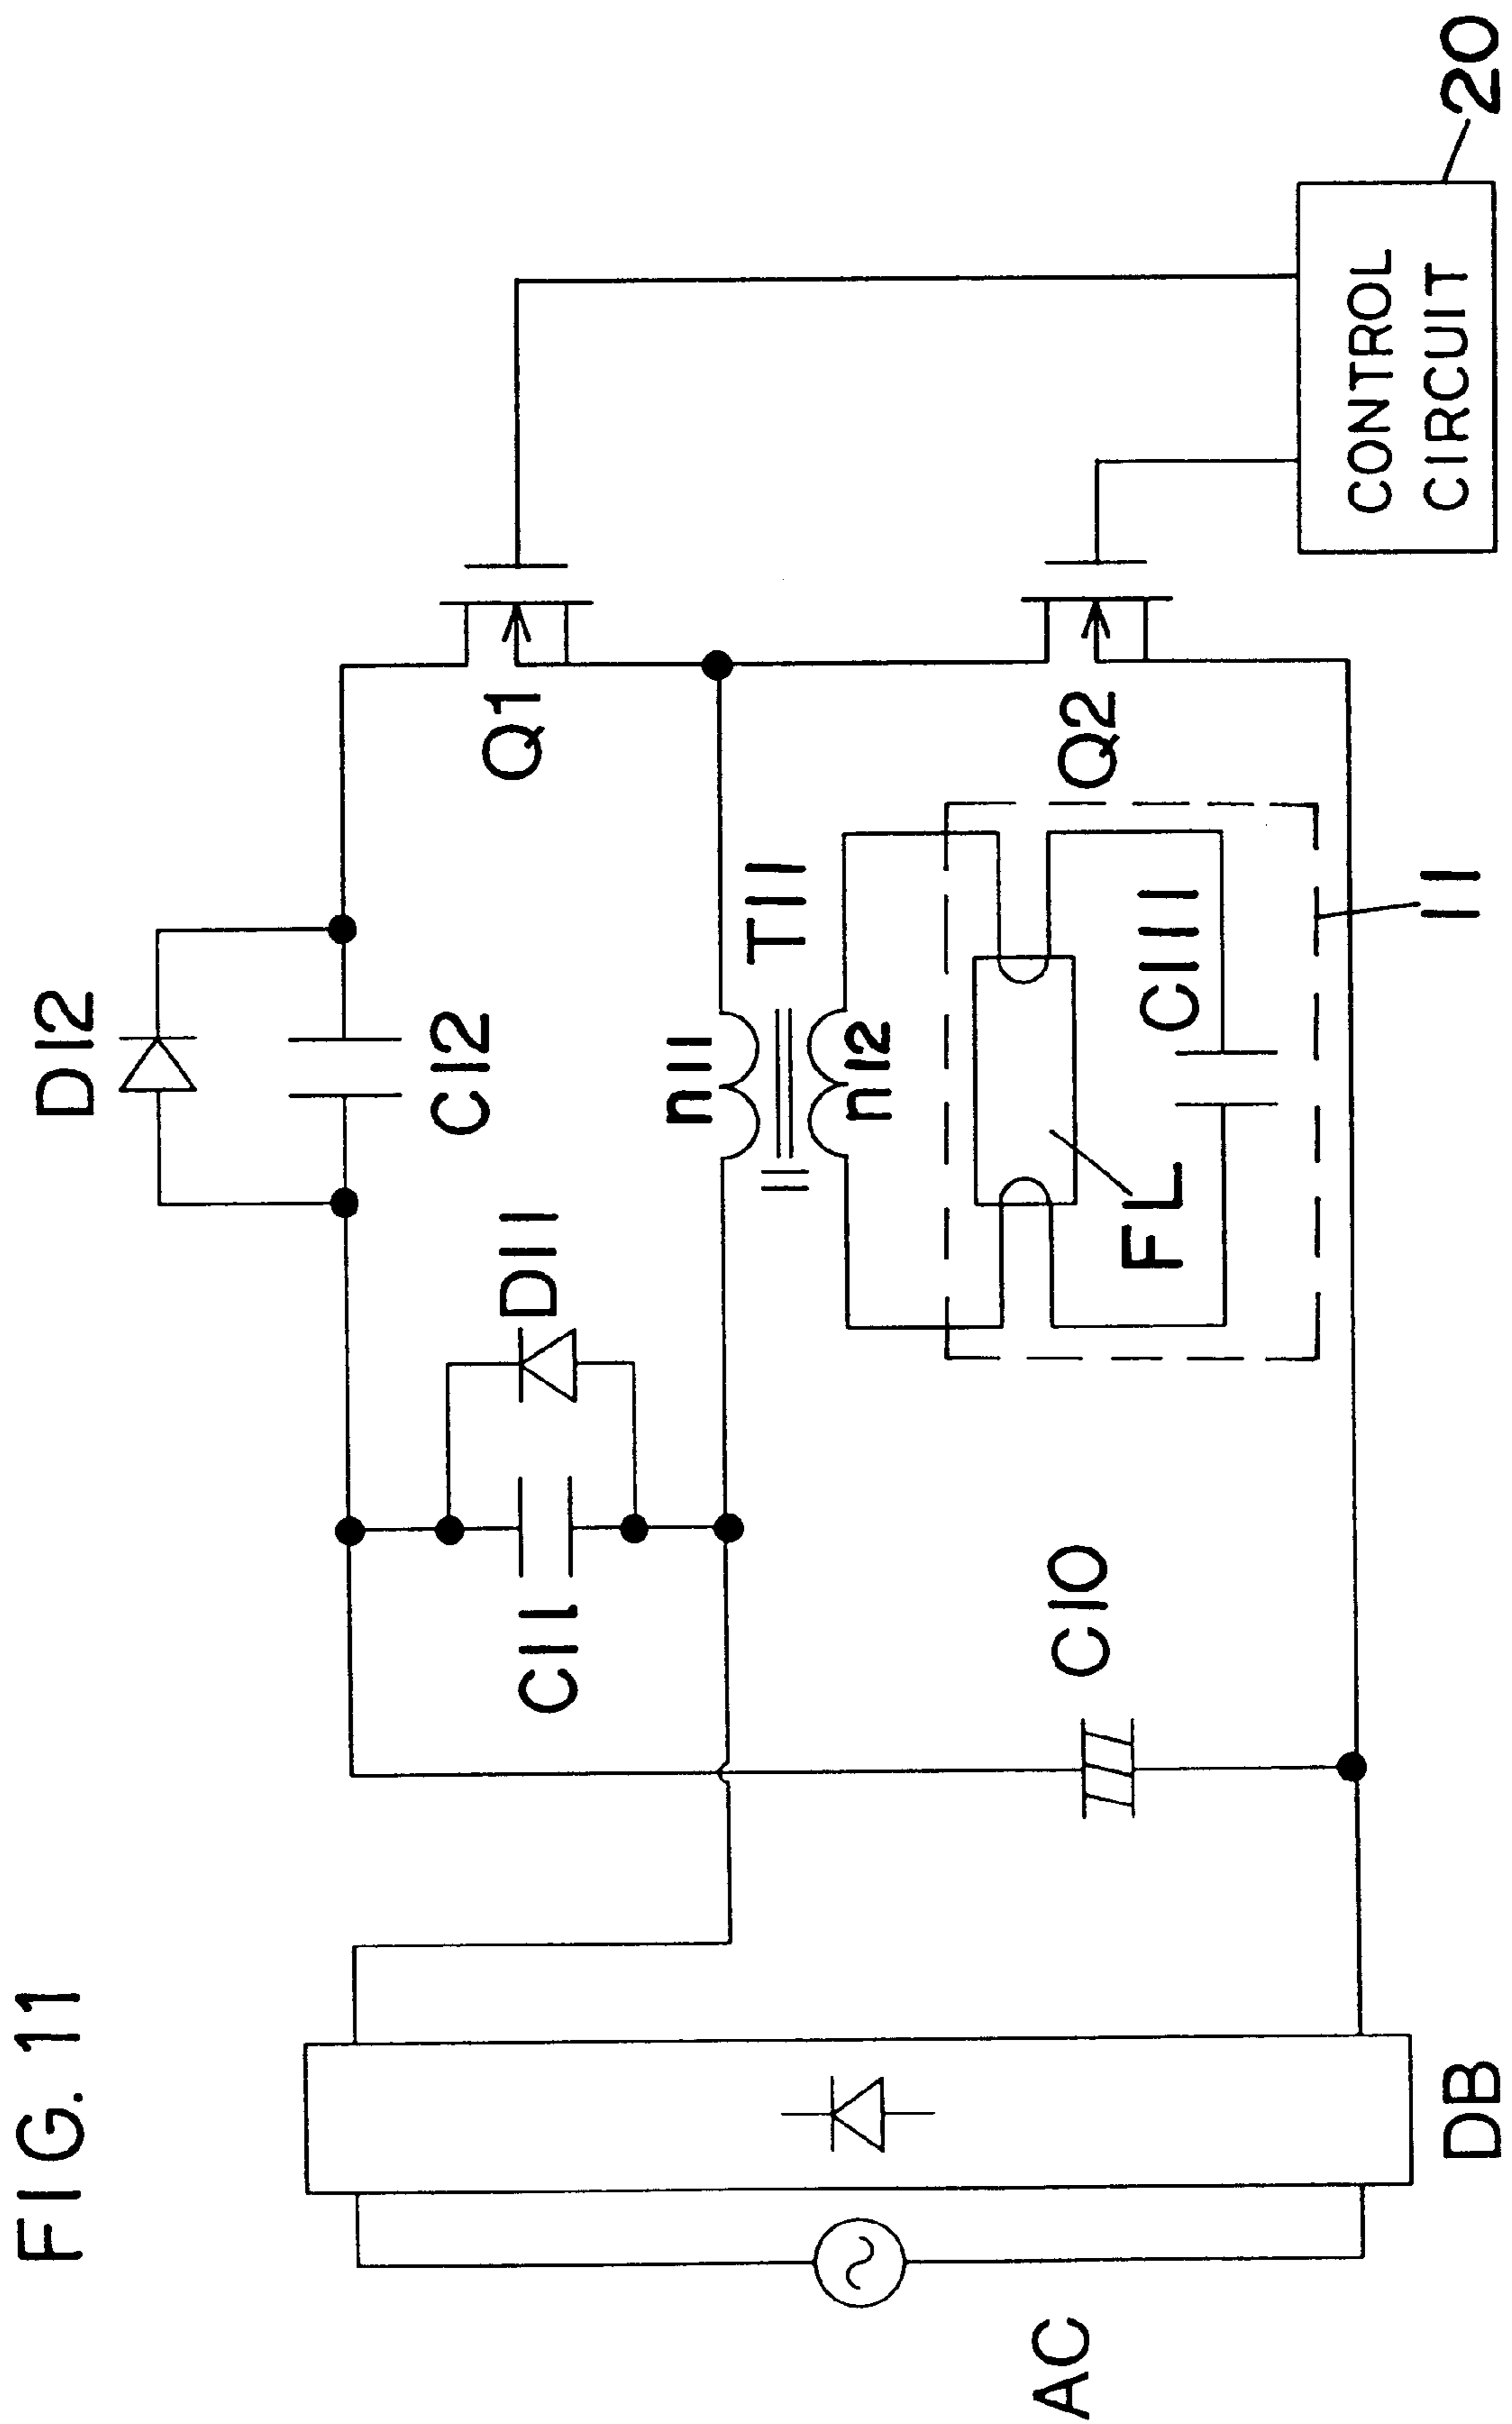 FIG. 11
D12
C12
Q1
D11
C11
n11
T11
n12
Q2
C111
FL
11
C10
CONTROL
CIRCUIT
20
AC
DB